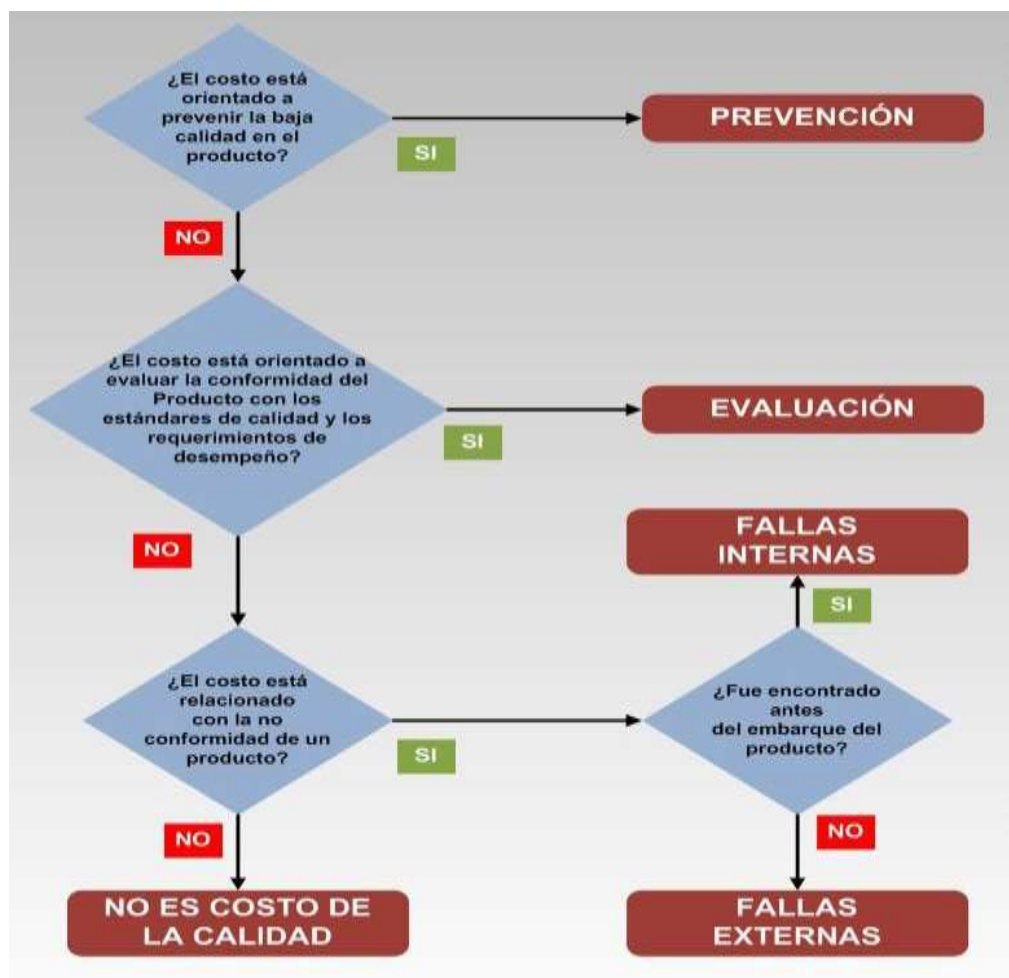 ¿El costo está
orientado a
prevenir la baja
calidad en el
producto?
SI
PREVENCIÓN
NO
¿El costo está orientado a
evaluar la conformidad del
Producto con los
estándares de calidad y los
requerimientos de
desempeño?
SI
EVALUACIÓN
NO
FALLAS
INTERNAS
SI
¿El costo está
relacionado
con la no
conformidad de un
producto?
SI
¿Fue encontrado
antes
del embarque del
producto?
NO
NO
NO ES COSTO DE
LA CALIDAD
FALLAS
EXTERNAS